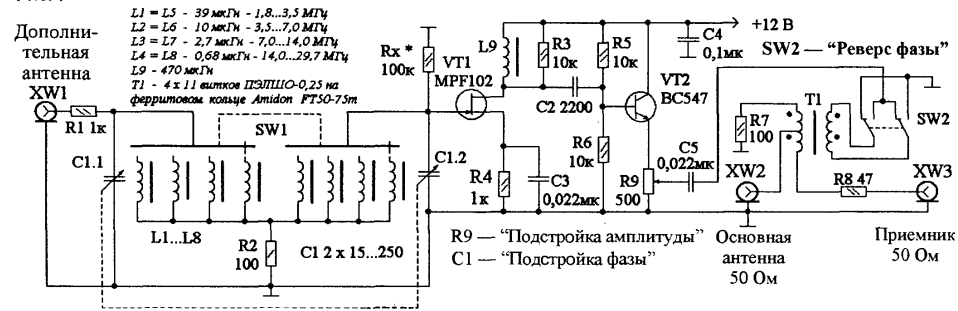 L1 = L5 - 39 мкГн - 1,8...3,5 МГц
L2 = L6 - 10 мкГн - 3,5...7,0 МГц
L3 = L7 - 2,7 мкГн - 7,0...14,0 МГц
L4 = L8 - 0,68 мкГн - 14,0...29,7 МГц
L9 - 470 мкГн
T1 - 4 x 11 витков ПЭЛШО-0,25 на
ферритовом кольце Amidon FT50-75m
Дополни-
тельная
антенна
XW1
R1 1к
C1.1
SW1
L1...L8
R2
100
C1 2 x 15...250
C1.2
Rx *
100к
VT1
MPF102
L9
R3
10к
R5
10к
C2 2200
VT2
BC547
R4
1к
C3
0,022мк
R6
10к
R9
500
C5
0,022мк
+12 В
C4
0,1мк
SW2 — “Реверс фазы”
R7
100
T1
SW2
XW2
R8 47
XW3
R9 — “Подстройка амплитуды”
C1 — “Подстройка фазы”
Основная
антенна
50 Ом
Приемник
50 Ом